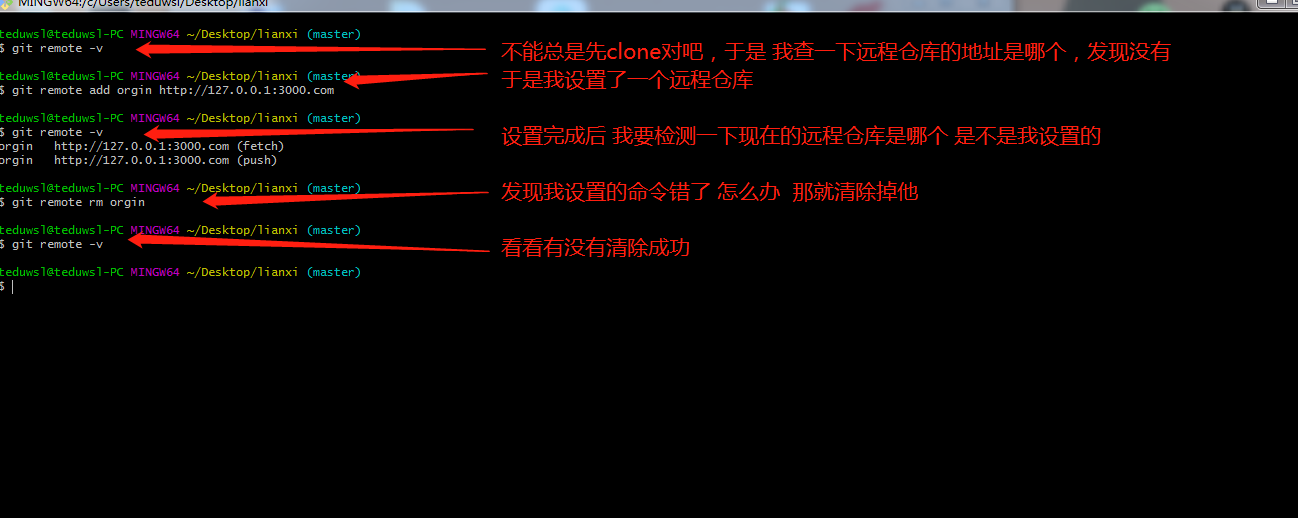 MINGW64:/c/Users/teduwsl/Desktop/lianxi
teduwsl@teduwsl-PC MINGW64 ~/Desktop/lianxi (master)
$ git remote -v
不能总是先clone对吧，于是 我查一下远程仓库的地址是哪个，发现没有
teduwsl@teduwsl-PC MINGW64 ~/Desktop/lianxi (master)
于是我设置了一个远程仓库
$ git remote add orgin http://127.0.0.1:3000.com
teduwsl@teduwsl-PC MINGW64 ~/Desktop/lianxi (master)
$ git remote -v
设置完成后 我要检测一下现在的远程仓库是哪个 是不是我设置的
orgin http://127.0.0.1:3000.com (fetch)
orgin http://127.0.0.1:3000.com (push)
teduwsl@teduwsl-PC MINGW64 ~/Desktop/lianxi (master)
发现我设置的命令错了 怎么办 那就清除掉他
$ git remote rm orgin
teduwsl@teduwsl-PC MINGW64 ~/Desktop/lianxi (master)
$ git remote -v
看看有没有清除成功
teduwsl@teduwsl-PC MINGW64 ~/Desktop/lianxi (master)
$